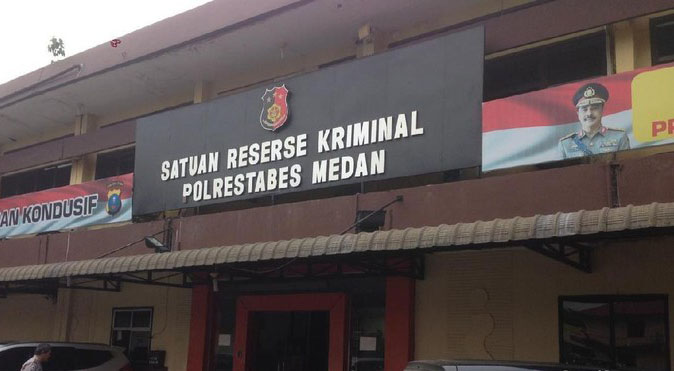 SATUAN RESERSE KRIMINAL
POLRESTABES MEDAN
AN KONDUSIF
PR